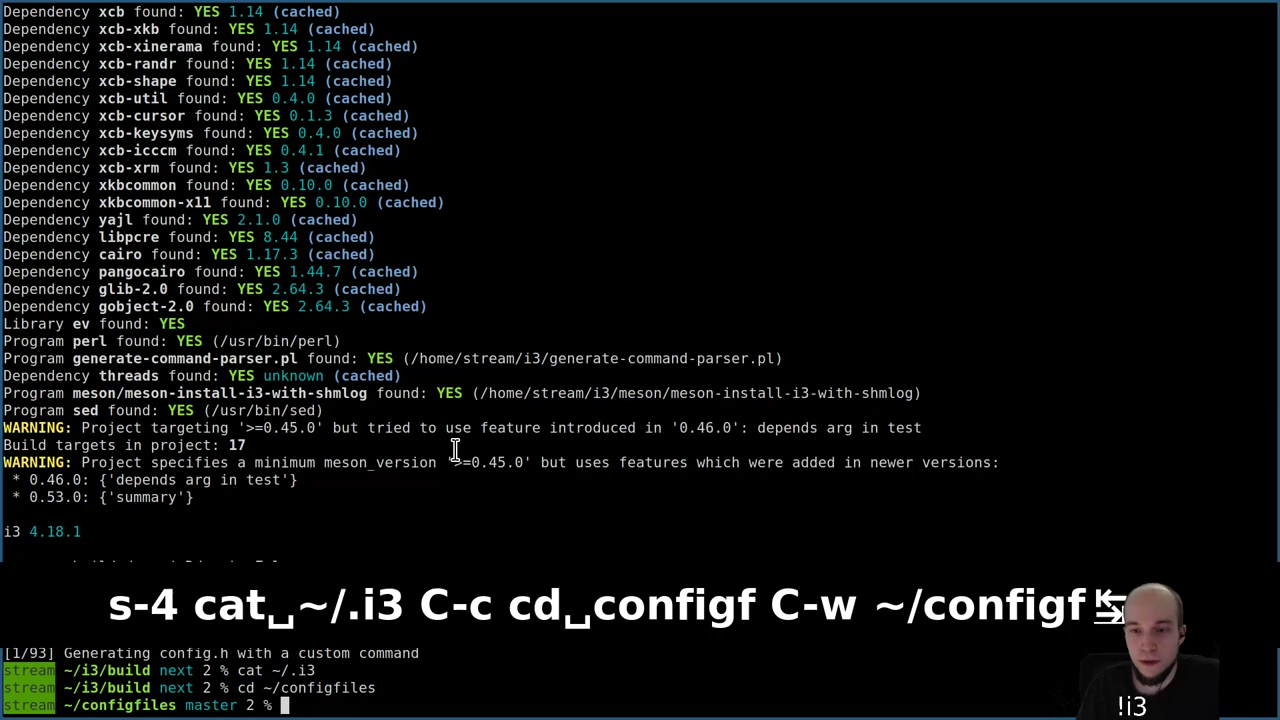 Dependency xcb found: YES 1.14 (cached)
Dependency xcb-xkb found: YES 1.14 (cached)
Dependency xcb-xinerama found: YES 1.14 (cached)
Dependency xcb-randr found: YES 1.14 (cached)
Dependency xcb-shape found: YES 1.14 (cached)
Dependency xcb-util found: YES 0.4.0 (cached)
Dependency xcb-cursor found: YES 0.1.3 (cached)
Dependency xcb-keysyms found: YES 0.4.0 (cached)
Dependency xcb-icccm found: YES 0.4.1 (cached)
Dependency xcb-xrm found: YES 1.3 (cached)
Dependency xkbcommon found: YES 0.10.0 (cached)
Dependency xkbcommon-x11 found: YES 0.10.0 (cached)
Dependency yajl found: YES 2.1.0 (cached)
Dependency libpcre found: YES 8.44 (cached)
Dependency cairo found: YES 1.17.3 (cached)
Dependency pangocairo found: YES 1.44.7 (cached)
Dependency glib-2.0 found: YES 2.64.3 (cached)
Dependency gobject-2.0 found: YES 2.64.3 (cached)
Library ev found: YES
Program perl found: YES (/usr/bin/perl)
Program generate-command-parser.pl found: YES (/home/stream/i3/generate-command-parser.pl)
Dependency threads found: YES unknown (cached)
Program meson/meson-install-i3-with-shmlog found: YES (/home/stream/i3/meson/meson-install-i3-with-shmlog)
Program sed found: YES (/usr/bin/sed)
WARNING: Project targeting '>=0.45.0' but tried to use feature introduced in '0.46.0': depends arg in test
Build targets in project: 17
WARNING: Project specifies a minimum meson_version '>=0.45.0' but uses features which were added in newer versions:
 * 0.46.0: {'depends arg in test'}
 * 0.53.0: {'summary'}
i3 4.18.1
s-4 cat␣~/.i3 C-c cd␣configf C-w ~/configf↹
[1/93] Generating config.h with a custom command
stream ~/i3/build next 2 % cat ~/.i3
stream ~/i3/build next 2 % cd ~/configfiles
stream ~/configfiles master 2 %
!i3